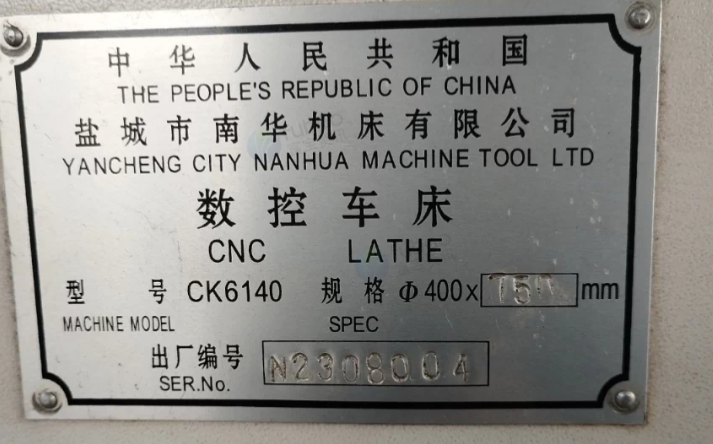 中华人民共和国
THE PEOPLE'S REPUBLIC OF CHINA
盐城市南华机床有限公司
YANCHENG CITY NANHUA MACHINE TOOL LTD
数控车床
CNC LATHE
型 号 CK6140 规 格 Φ400x750mm
MACHINE MODEL SPEC
出厂编号 N2308004
SER.No.